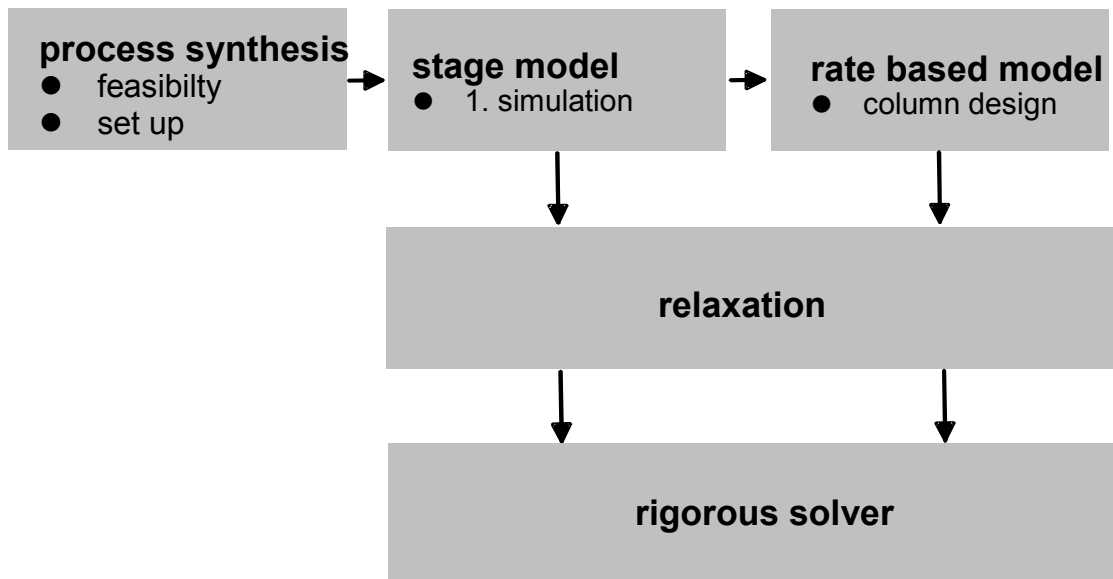 process synthesis
● feasibilty
● set up
stage model
● 1. simulation
rate based model
● column design
relaxation
rigorous solver